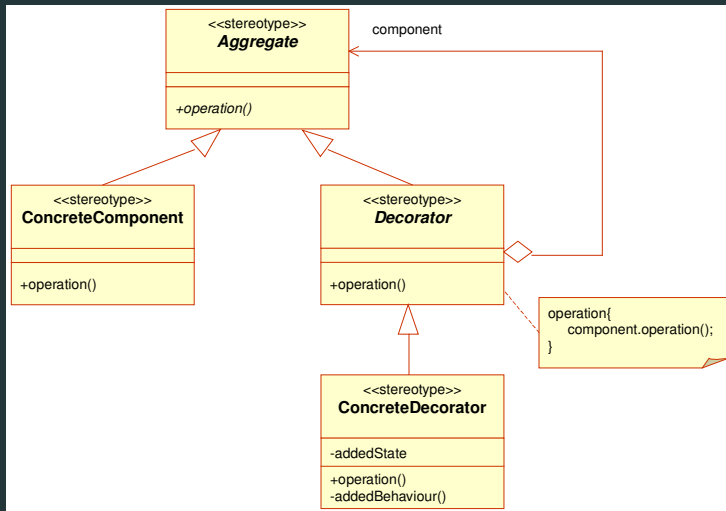 <<stereotype>>
Aggregate
+operation()
component
<<stereotype>>
ConcreteComponent
+operation()
<<stereotype>>
Decorator
+operation()
operation{
component.operation();
}
<<stereotype>>
ConcreteDecorator
-addedState
+operation()
-addedBehaviour()